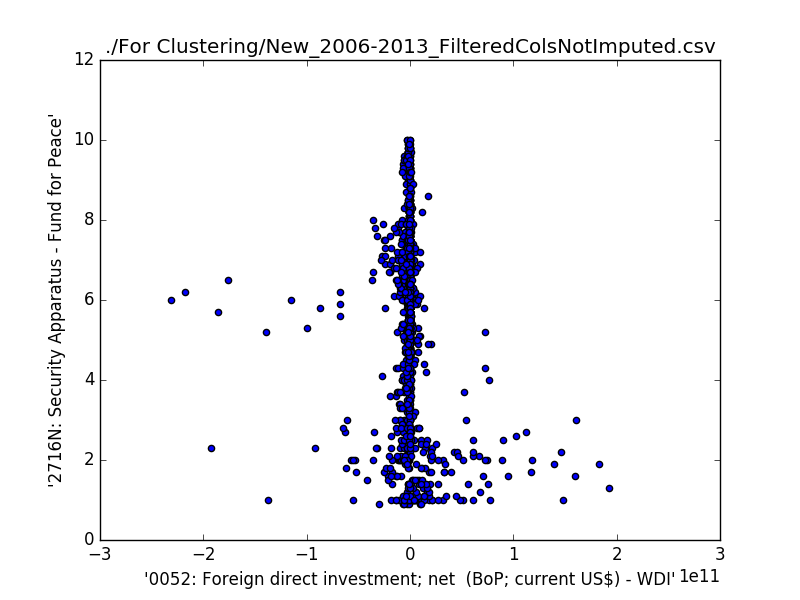 ./For Clustering/New_2006-2013_FilteredColsNotImputed.csv
12
10
8
6
4
2
0
'2716N: Security Apparatus - Fund for Peace'
−3 −2 −1 0 1 2 3
1e11
'0052: Foreign direct investment; net  (BoP; current US$) - WDI'